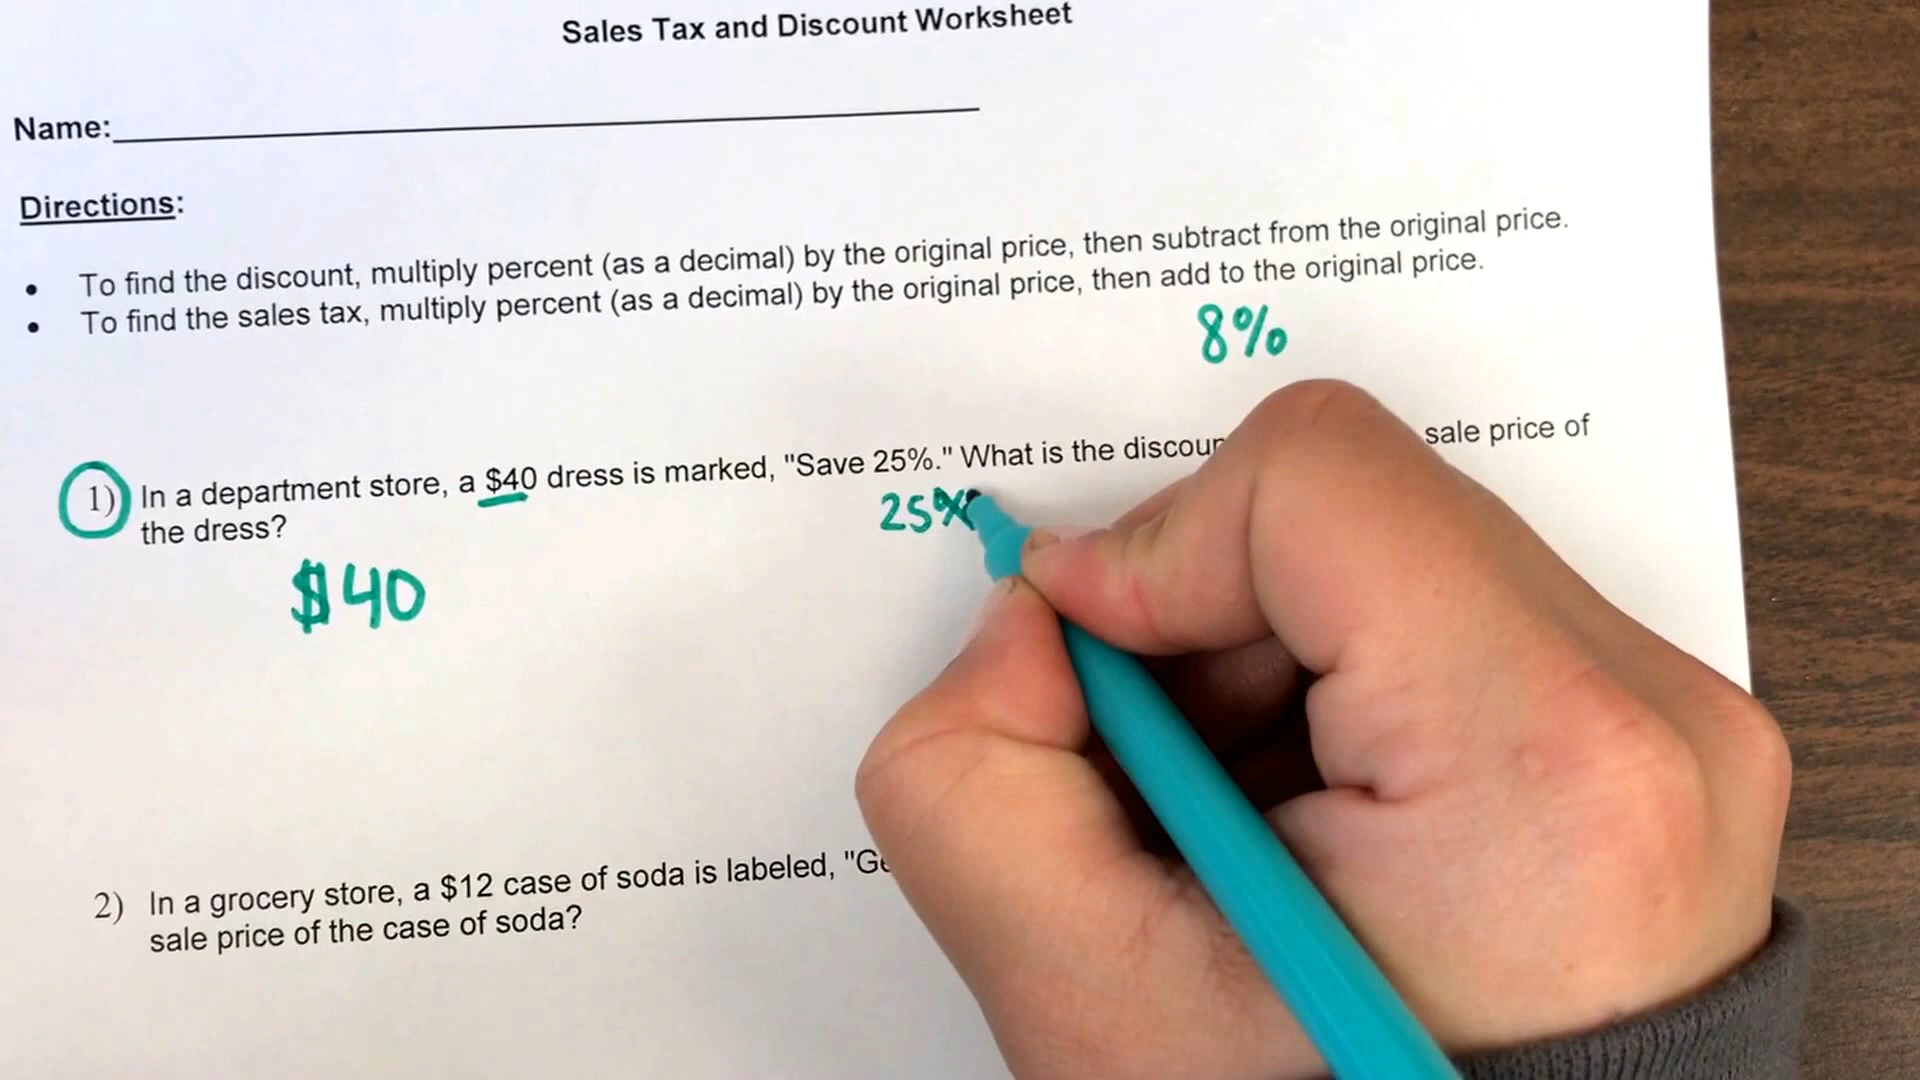 Sales Tax and Discount Worksheet
Name:
Directions:
• To find the discount, multiply percent (as a decimal) by the original price, then subtract from the original price.
• To find the sales tax, multiply percent (as a decimal) by the original price, then add to the original price.
8%
1) In a department store, a $40 dress is marked, "Save 25%." What is the sale price of
25%
the dress?
$40
2) In a grocery store, a $12 case of soda is labeled,
sale price of the case of soda?